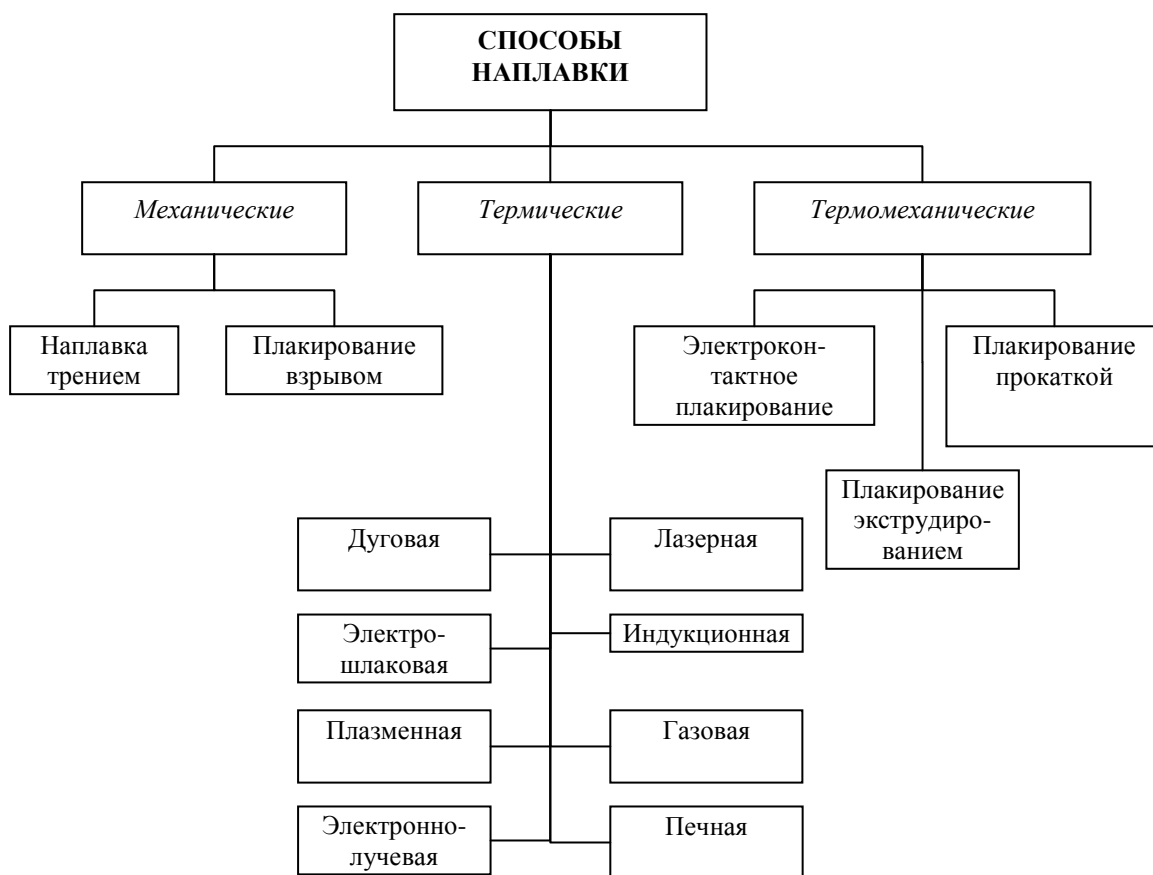 СПОСОБЫ
НАПЛАВКИ
Механические
Термические
Термомеханические
Наплавка
трением
Плакирование
взрывом
Электрокон-
тактное
плакирование
Плакирование
прокаткой
Плакирование
экструдиро-
ванием
Дуговая
Лазерная
Электро-
шлаковая
Индукционная
Плазменная
Газовая
Электронно-
лучевая
Печная